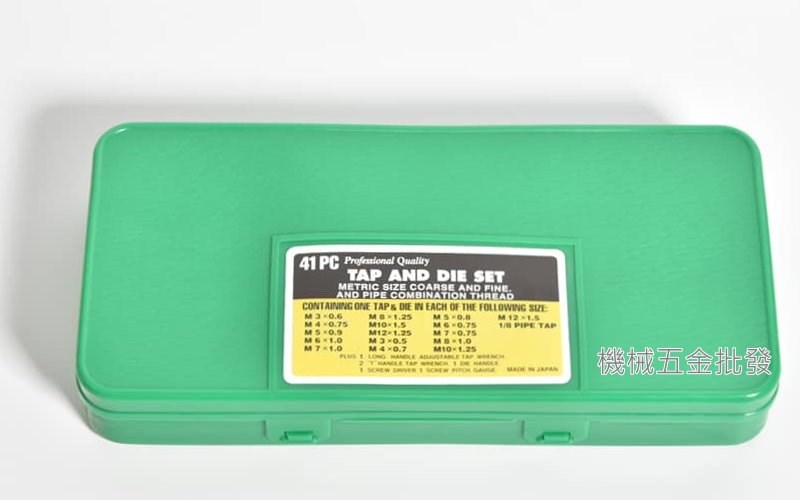 41 PC Professional Quality
TAP AND DIE SET
METRIC SIZE COARSE AND FINE.
AND PIPE COMBINATION THREAD
CONTAINING ONE TAP & DIE IN EACH OF THE FOLLOWING SIZE:
M 3×0.6 M 8×1.25 M 5×0.8 M 12×1.5
M 4×0.75 M10×1.5 M 6×0.75 1/8 PIPE TAP
M 5×0.9 M12×1.25 M 7×0.75
M 6×1.0 M 3×0.5 M 8×1.0
M 7×1.0 M 4×0.7 M10×1.25
PLUS 1 LONG HANDLE ADJUSTABLE TAP WRENCH.
2 "T" HANDLE TAP WRENCH. 1 DIE HANDLE.
1 SCREW DRIVER 1 SCREW PITCH GAUGE. MADE IN JAPAN
機械五金批發